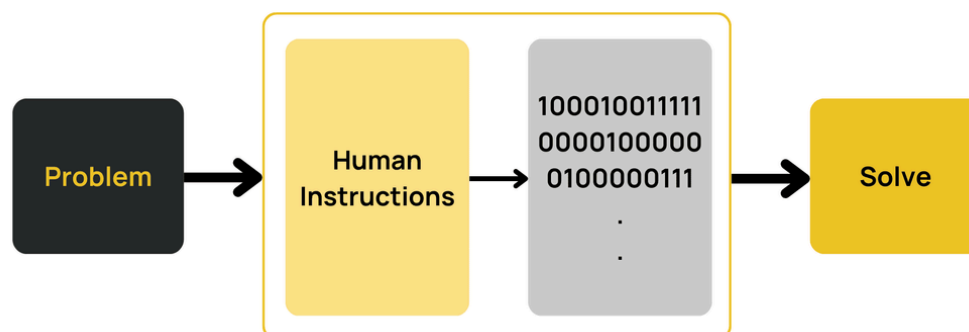 Problem
Human
Instructions
100010011111
0000100000
0100000111
.
.
Solve